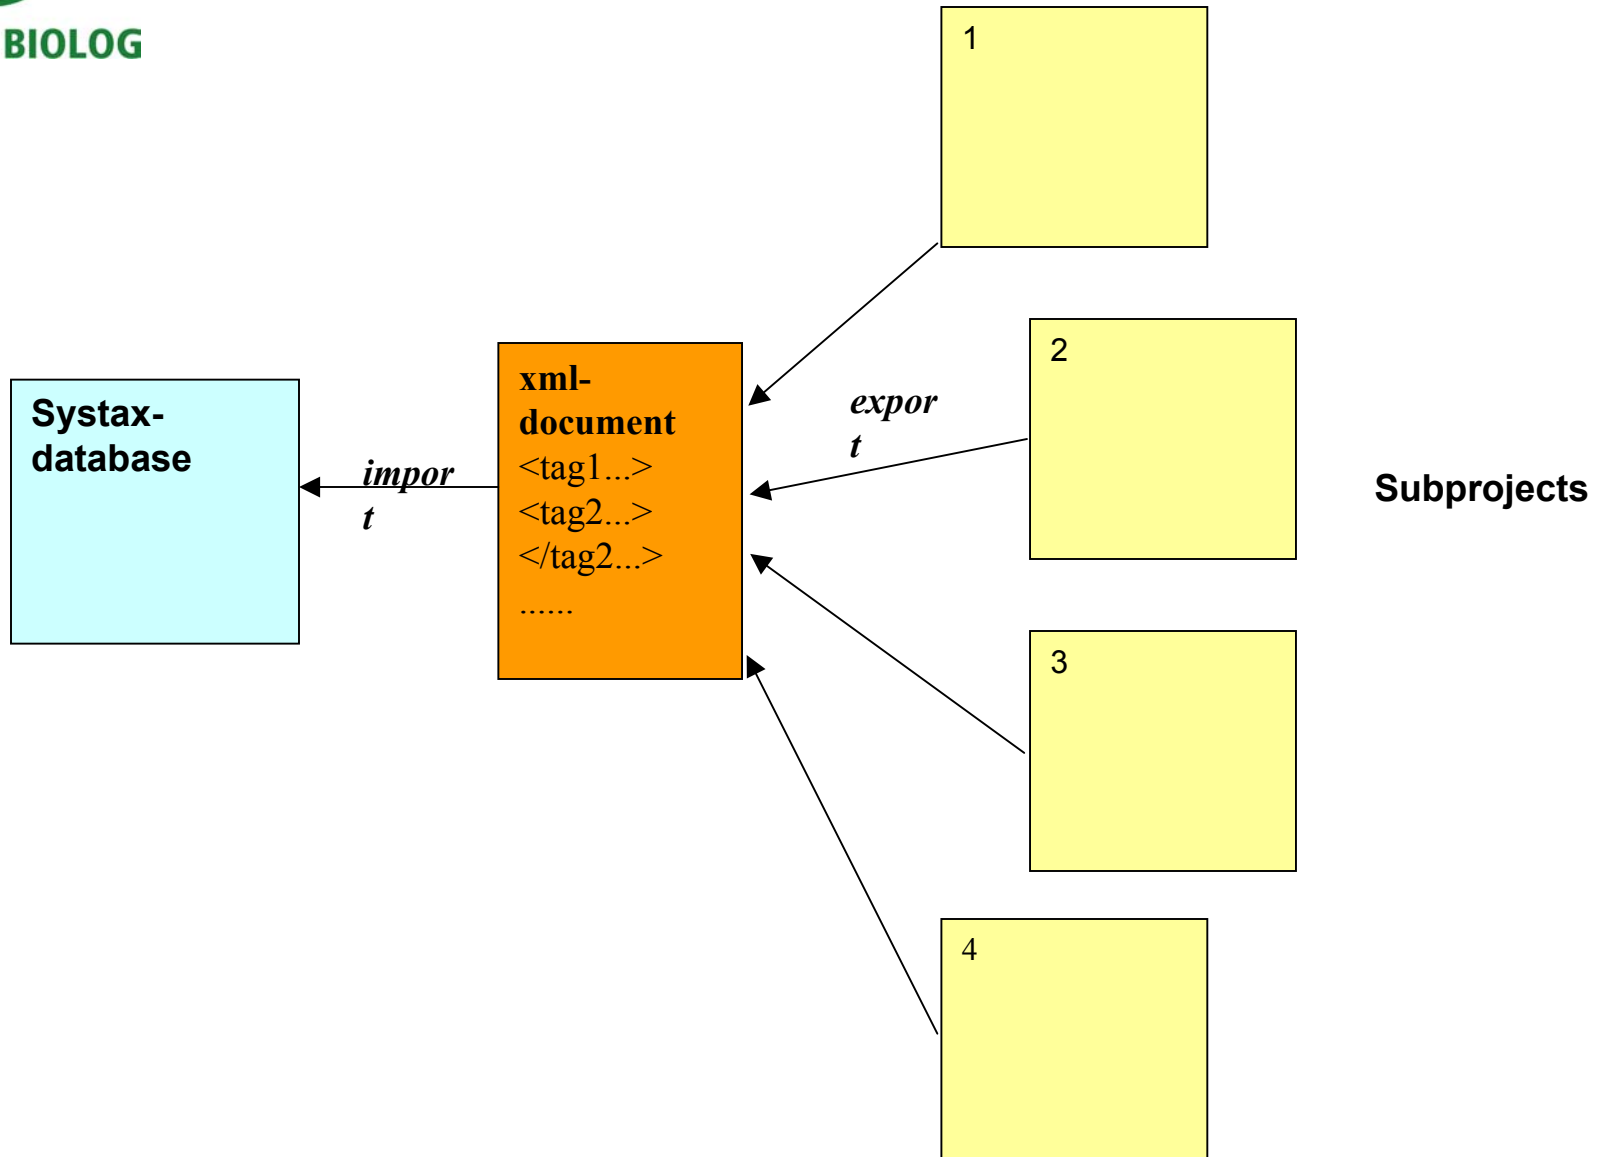 BIOLOG
1
2
3
4
Systax-
database
impor
t
xml-
document
<tag1...>
<tag2...>
</tag2...>
......
expor
t
Subprojects